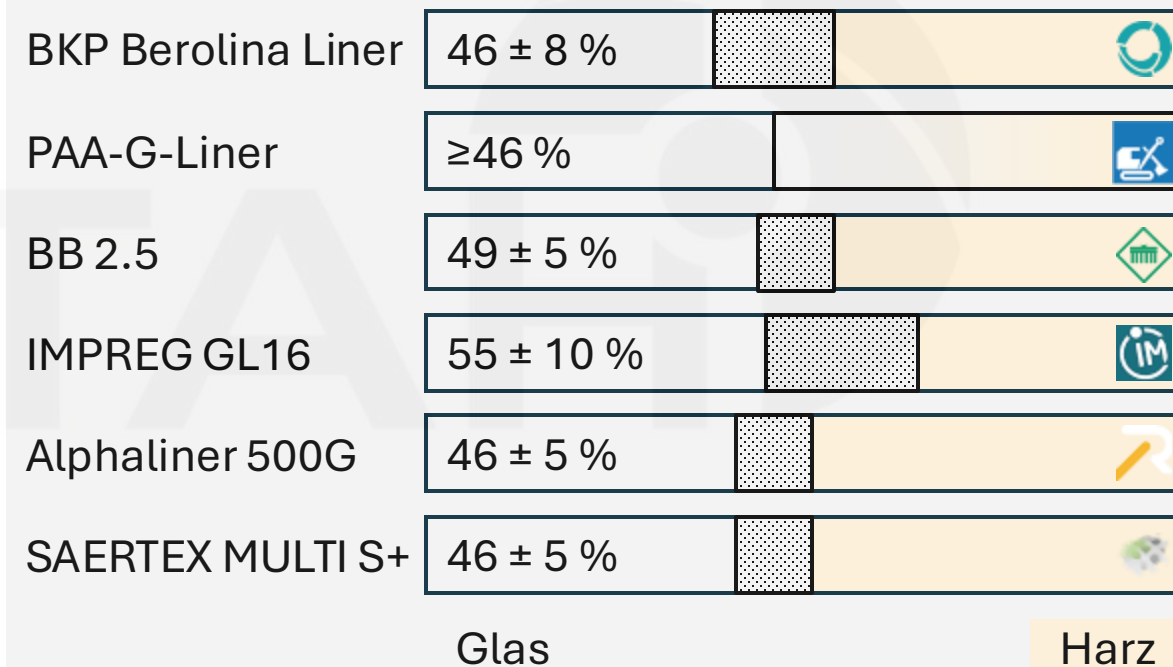 BKP Berolina Liner 46 ± 8 %
PAA-G-Liner ≥46 %
BB 2.5 49 ± 5 %
IMPREG GL16 55 ± 10 %
IM
Alphaliner 500G 46 ± 5 %
SAERTEX MULTI S+ 46 ± 5 %
Glas Harz